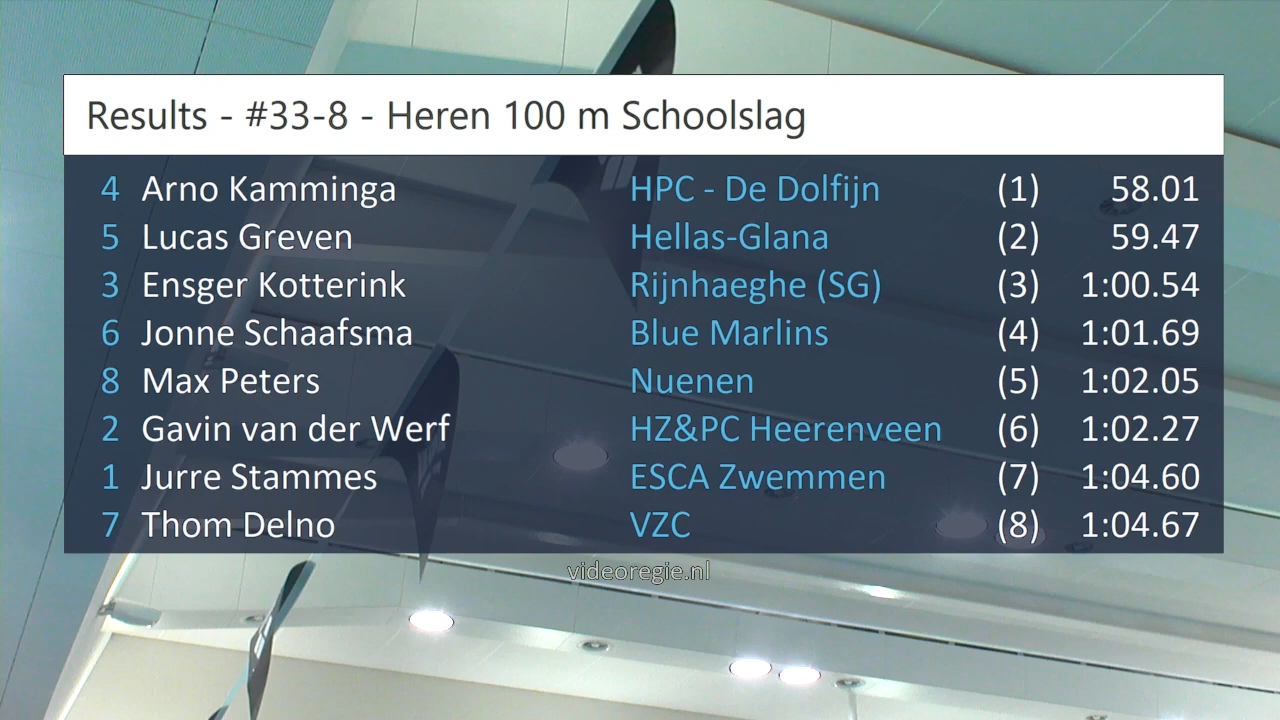 Results - #33-8 - Heren 100 m Schoolslag
4 Arno Kamminga HPC - De Dolfijn (1) 58.01
5 Lucas Greven Hellas-Glana (2) 59.47
3 Ensger Kotterink Rijnhaeghe (SG) (3) 1:00.54
6 Jonne Schaafsma Blue Marlins (4) 1:01.69
8 Max Peters Nuenen (5) 1:02.05
2 Gavin van der Werf HZ&PC Heerenveen (6) 1:02.27
1 Jurre Stammes ESCA Zwemmen (7) 1:04.60
7 Thom Delno VZC (8) 1:04.67
videoregie.nl